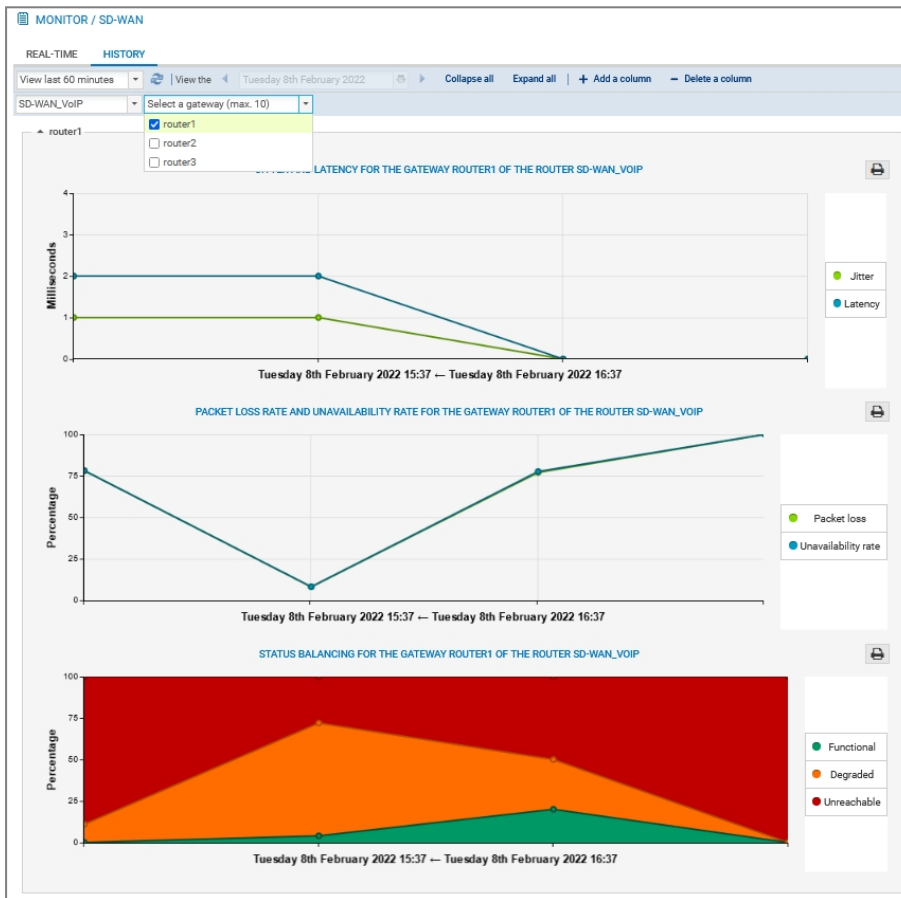 MONITOR / SD-WAN
REAL-TIME HISTORY
View last 60 minutes | View the Tuesday 8th February 2022 Collapse all Expand all | + Add a column − Delete a column
SD-WAN_VoIP Select a gateway (max. 10)
router1
router1
router2
router3
LATENCY FOR THE GATEWAY ROUTER1 OF THE ROUTER SD-WAN_VOIP
4
3
2
1
0
Milliseconds
Jitter
Latency
Tuesday 8th February 2022 15:37 ← Tuesday 8th February 2022 16:37
PACKET LOSS RATE AND UNAVAILABILITY RATE FOR THE GATEWAY ROUTER1 OF THE ROUTER SD-WAN_VOIP
100
75
50
25
0
Percentage
Packet loss
Unavailability rate
Tuesday 8th February 2022 15:37 ← Tuesday 8th February 2022 16:37
STATUS BALANCING FOR THE GATEWAY ROUTER1 OF THE ROUTER SD-WAN_VOIP
100
75
50
25
0
Percentage
Functional
Degraded
Unreachable
Tuesday 8th February 2022 15:37 ← Tuesday 8th February 2022 16:37